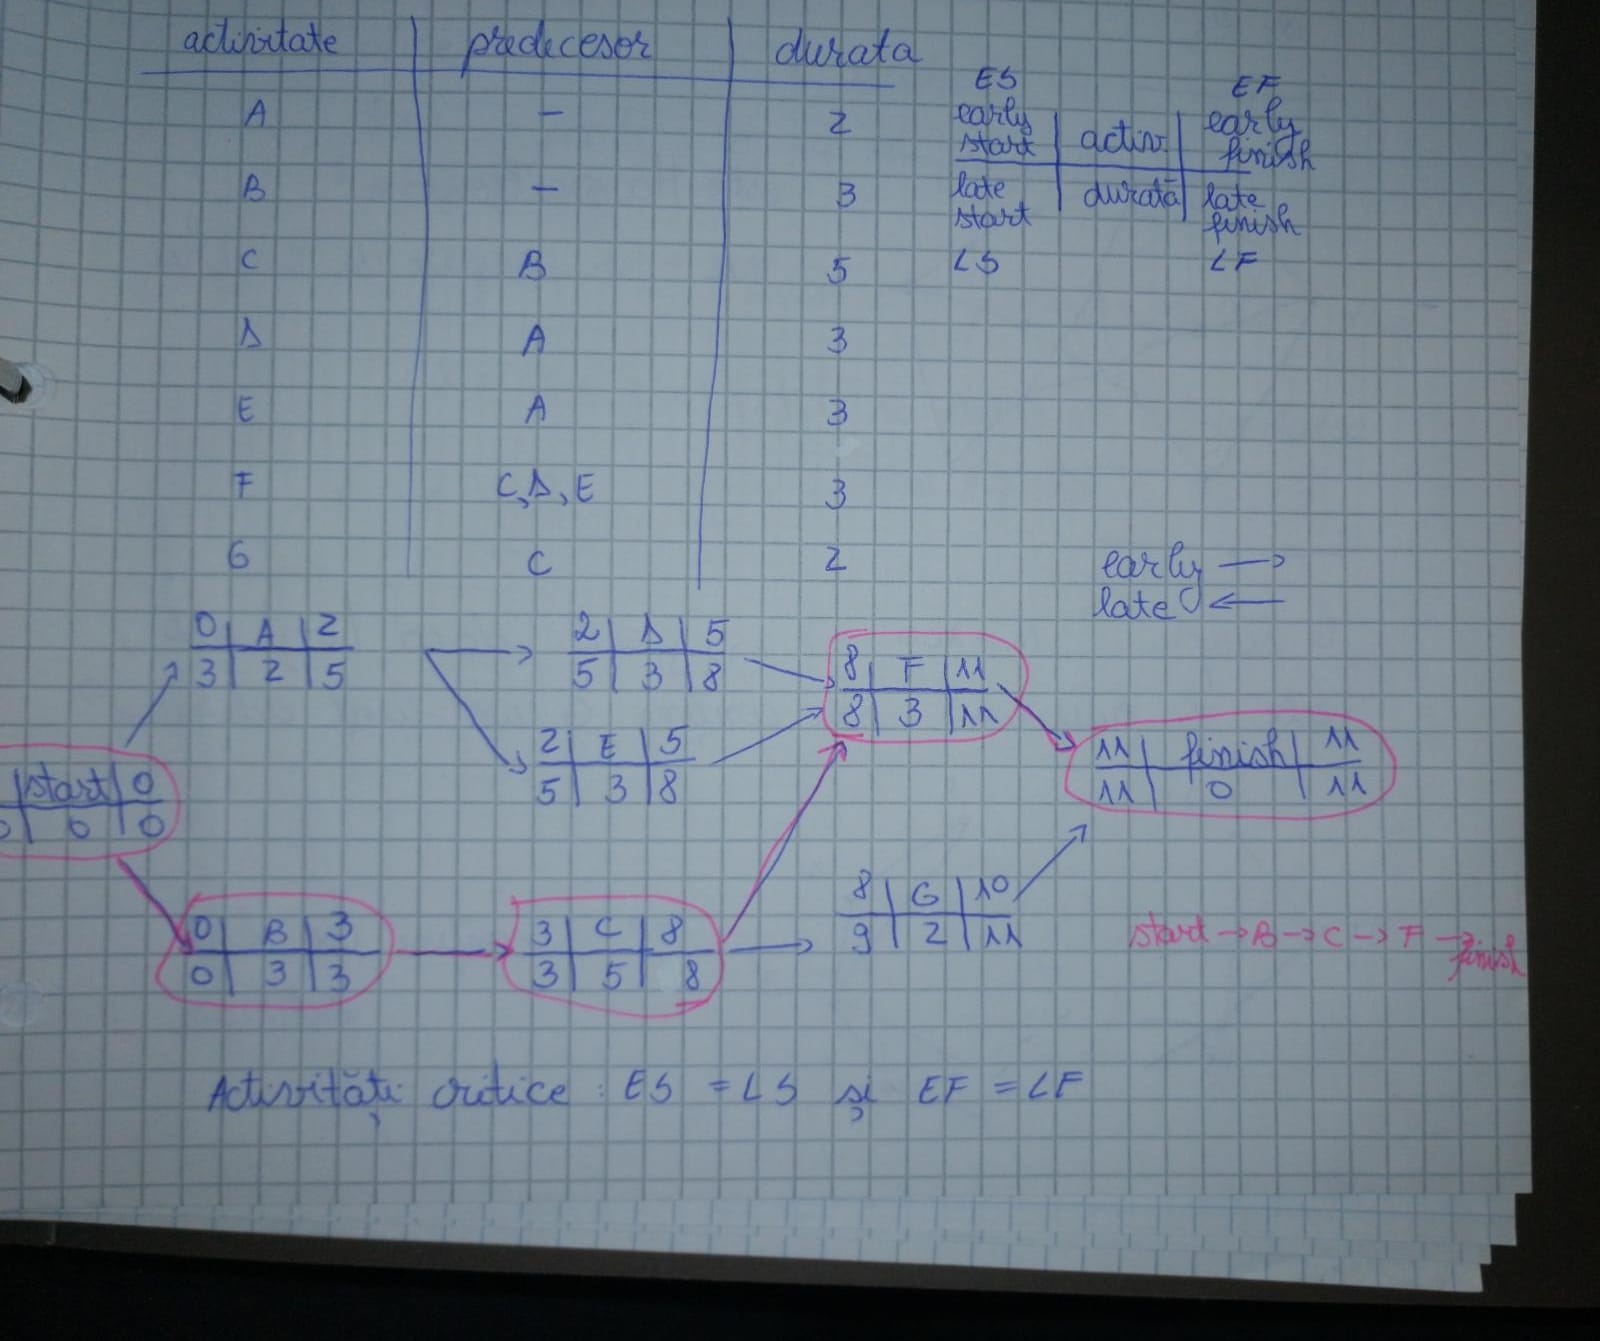 activitate | predecesor | durata
ES EF
early start | activ. | early finish
late start | durată | late finish
LS LF
A | – | 2
B | – | 3
C | B | 5
D | A | 3
E | A | 3
F | C, D, E | 3
G | C | 2
early →
late ←
0 | A | 2
3 | 2 | 5
2 | D | 5
5 | 3 | 8
8 | F | 11
8 | 3 | 11
2 | E | 5
5 | 3 | 8
| start | 0
0 | 0 | 0
11 | finish | 11
11 | 0 | 11
0 | B | 3
0 | 3 | 3
3 | C | 8
3 | 5 | 8
8 | G | 10
9 | 2 | 11
start → B → C → F → finish
Activități critice : ES = LS și EF = LF